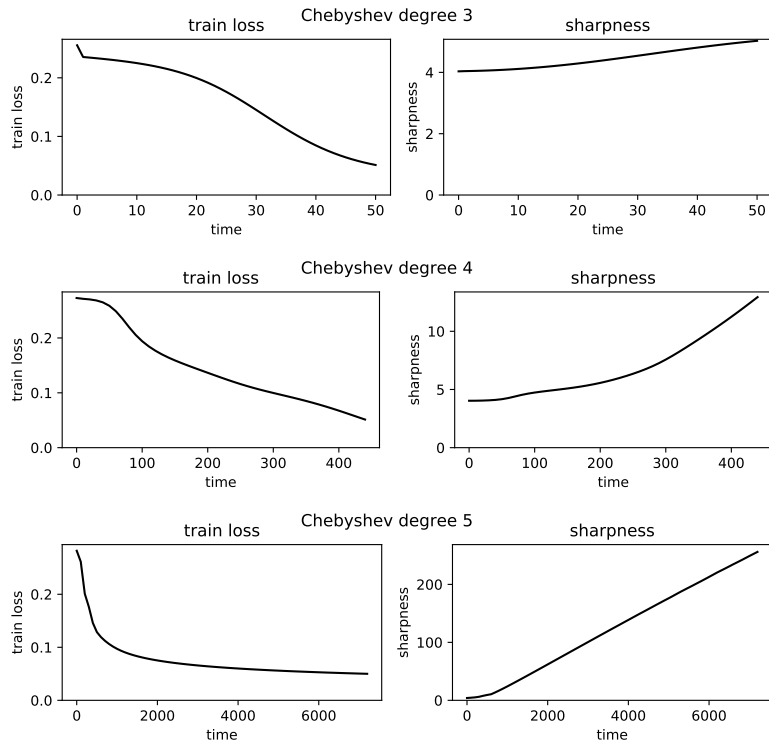 Chebyshev degree 3
train loss
sharpness
train loss
0.2
0.1
0.0
0 10 20 30 40 50
time
sharpness
4
2
0
0 10 20 30 40 50
time
Chebyshev degree 4
train loss
sharpness
train loss
0.2
0.1
0.0
0 100 200 300 400
time
sharpness
10
5
0
0 100 200 300 400
time
Chebyshev degree 5
train loss
sharpness
train loss
0.2
0.1
0.0
0 2000 4000 6000
time
sharpness
200
100
0
0 2000 4000 6000
time